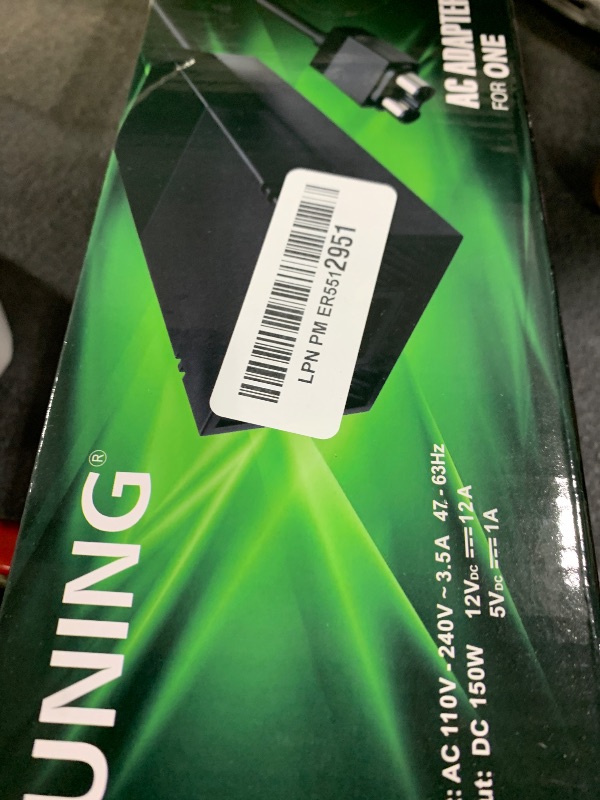 AC ADAPTER
FOR ONE
LPN PM ER5512951
UNING®
: AC 110V - 240V ~ 3.5A 47 - 63Hz
ut: DC 150W 12VDC ⎓ 12A
5VDC ⎓ 1A